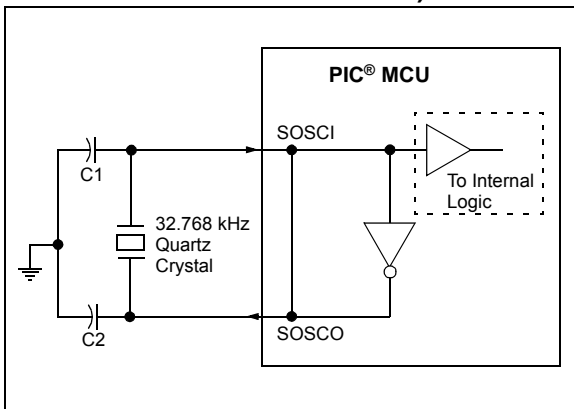 PIC® MCU
SOSCI
C1
To Internal
Logic
32.768 kHz
Quartz
Crystal
C2
SOSCO